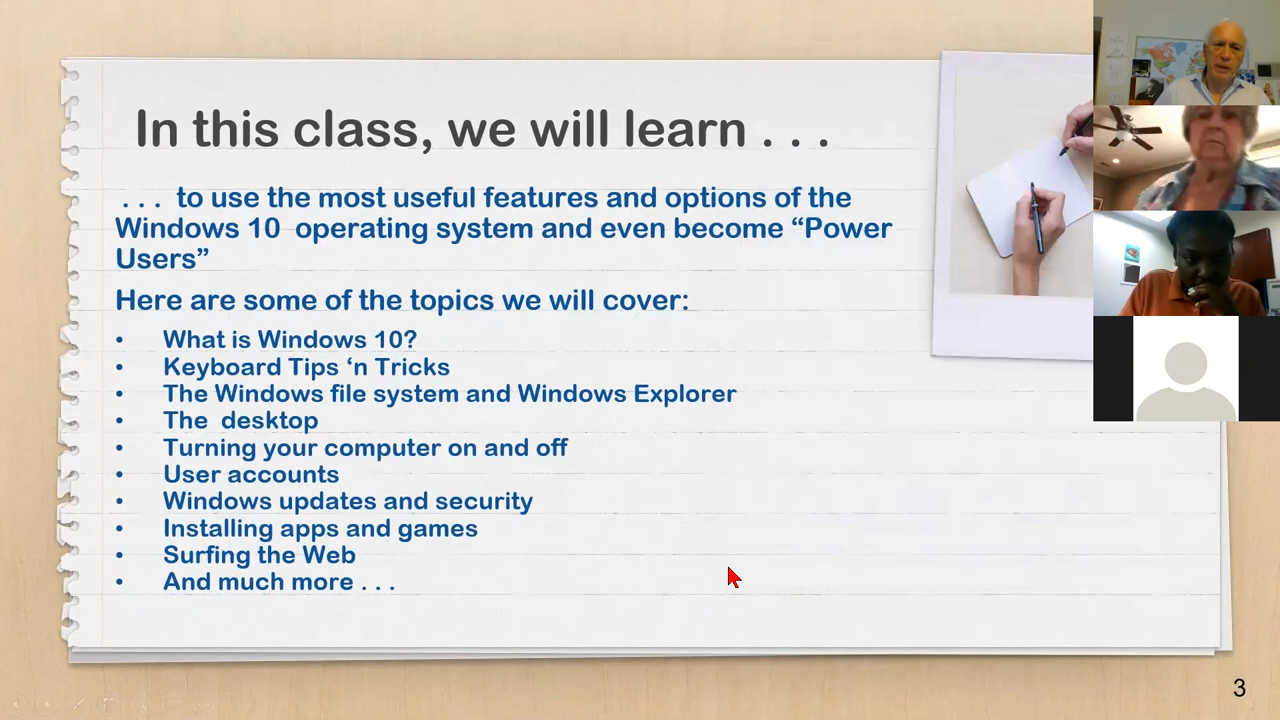 In this class, we will learn . . .
. . . to use the most useful features and options of the
Windows 10 operating system and even become “Power
Users”
Here are some of the topics we will cover:
• What is Windows 10?
• Keyboard Tips ‘n Tricks
• The Windows file system and Windows Explorer
• The desktop
• Turning your computer on and off
• User accounts
• Windows updates and security
• Installing apps and games
• Surfing the Web
• And much more . . .
3